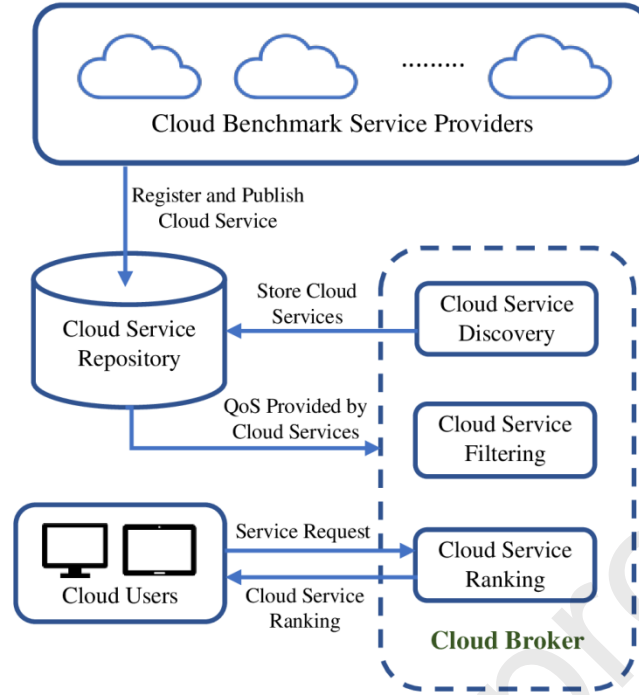 .........
Cloud Benchmark Service Providers
Register and Publish
Cloud Service
Cloud Service
Repository
Store Cloud
Services
Cloud Service
Discovery
QoS Provided by
Cloud Services
Cloud Service
Filtering
Cloud Users
Service Request
Cloud Service
Ranking
Cloud Service
Ranking
Cloud Broker